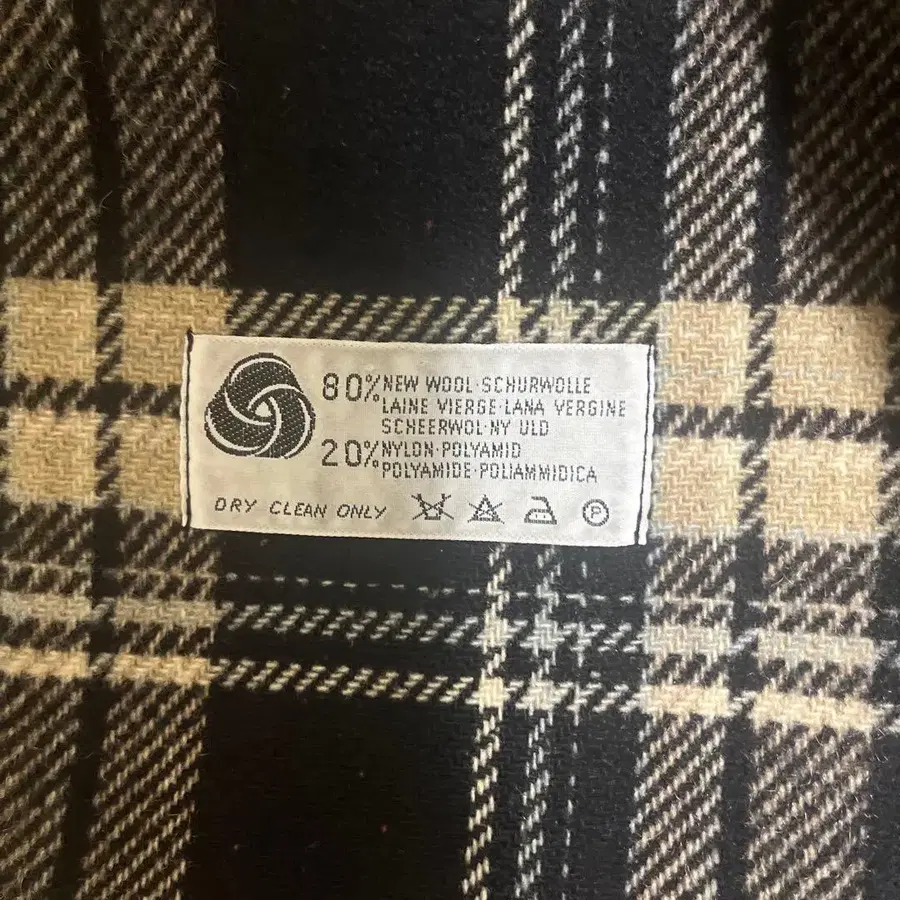 80% NEW WOOL·SCHURWOLLE
LAINE VIERGE·LANA VERGINE
SCHEERWOL·NY ULD
20% NYLON·POLYAMID
POLYAMIDE·POLIAMMIDICA
DRY CLEAN ONLY P